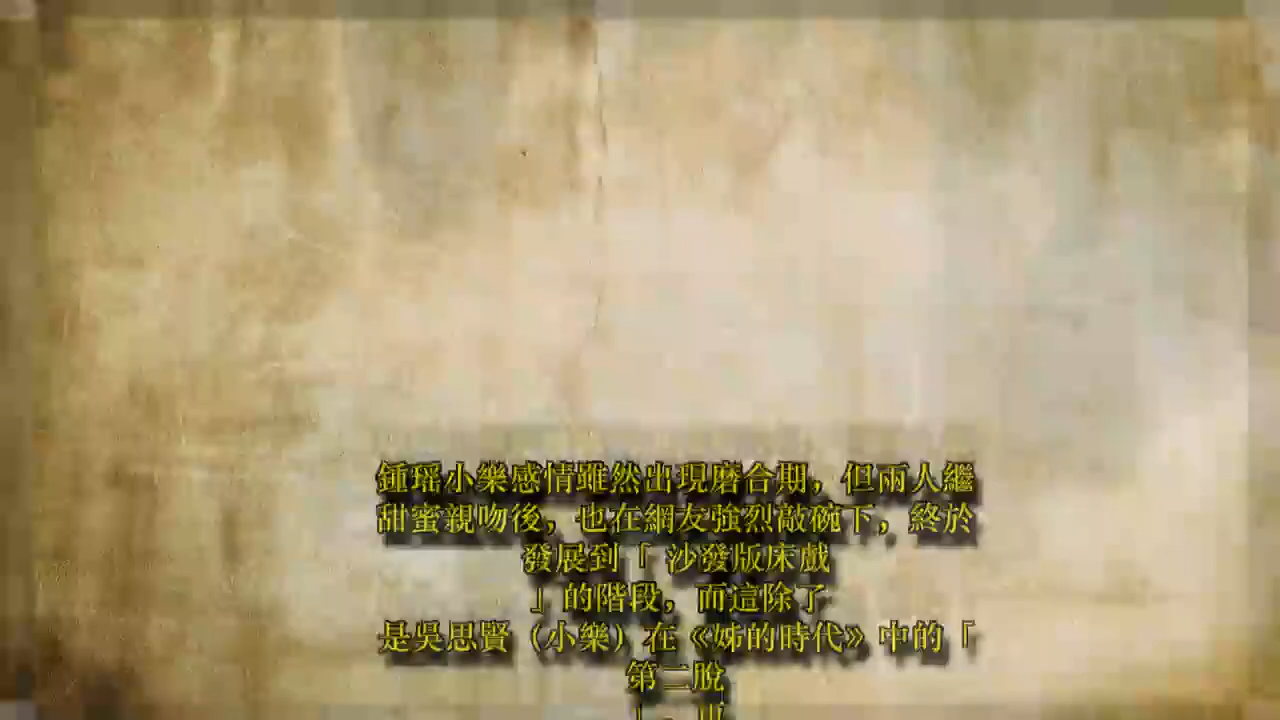 鍾瑶小樂感情雖然出現磨合期，但兩人繼
甜蜜親吻後，也在網友強烈敲碗下，終於
發展到「 沙發版床戲
」的階段，而這除了
是吳思賢（小樂）在《姊的時代》中的「
第二脫